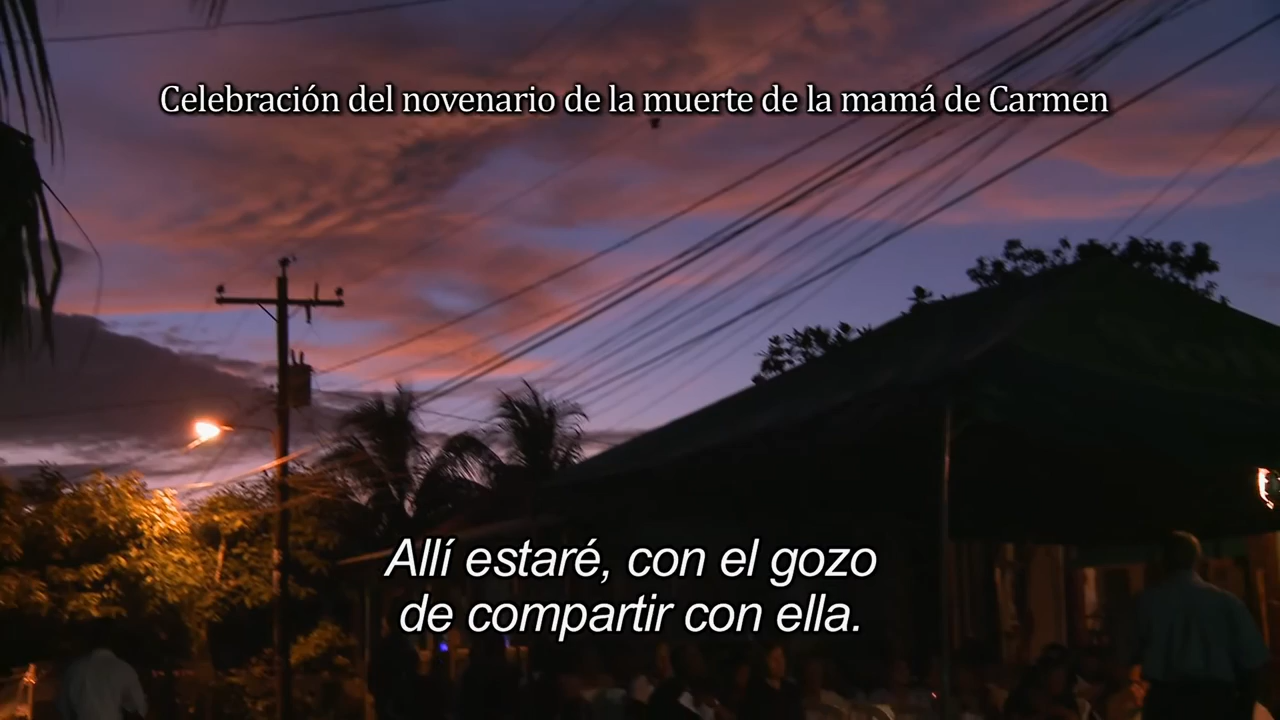 Celebración del novenario de la muerte de la mamá de Carmen
Allí estaré, con el gozo
de compartir con ella.